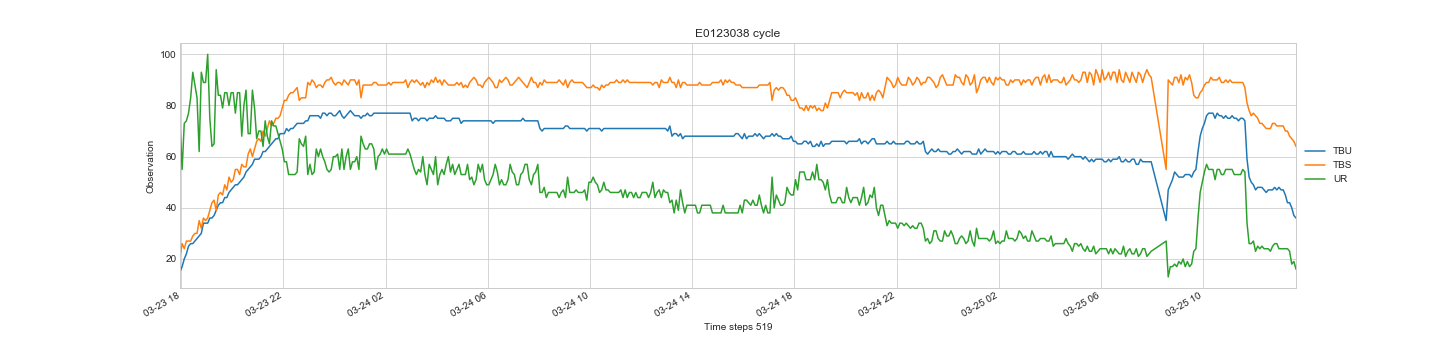 E0123038 cycle
100
80
60
40
20
Observation
03-23 18
03-23 22
03-24 02
03-24 06
03-24 10
03-24 14
03-24 18
03-24 22
03-25 02
03-25 06
03-25 10
Time steps 519
TBU
TBS
UR